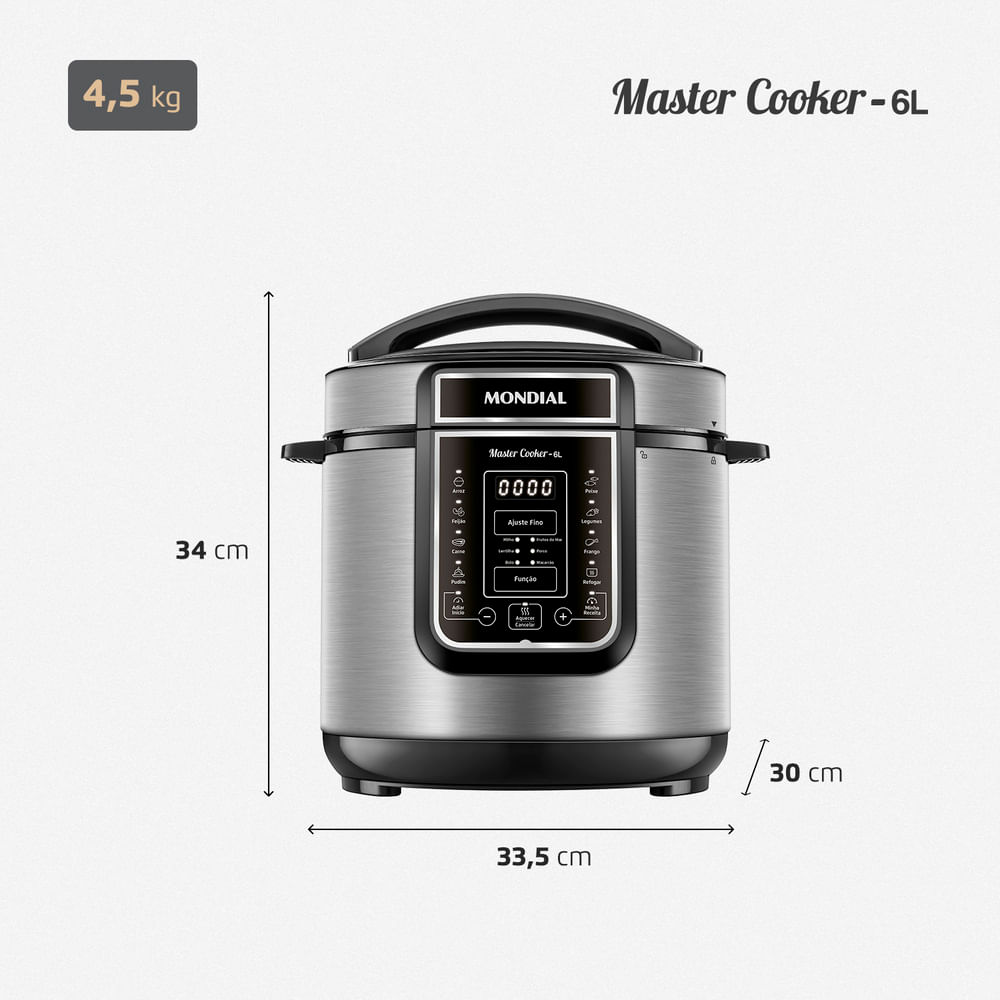 4,5 kg
Master Cooker - 6L
MONDIAL
Master Cooker - 6L
0000
Arroz
Peixe
Ajuste Fino
Feijão
Legumes
Milho
Frutos do Mar
Carne
Lentilha
Porco
Frango
Bolo
Macarrão
Pudim
Função
Refogar
Adiar
Início
Aquecer
Cancelar
Minha
Receita
34 cm
30 cm
33,5 cm